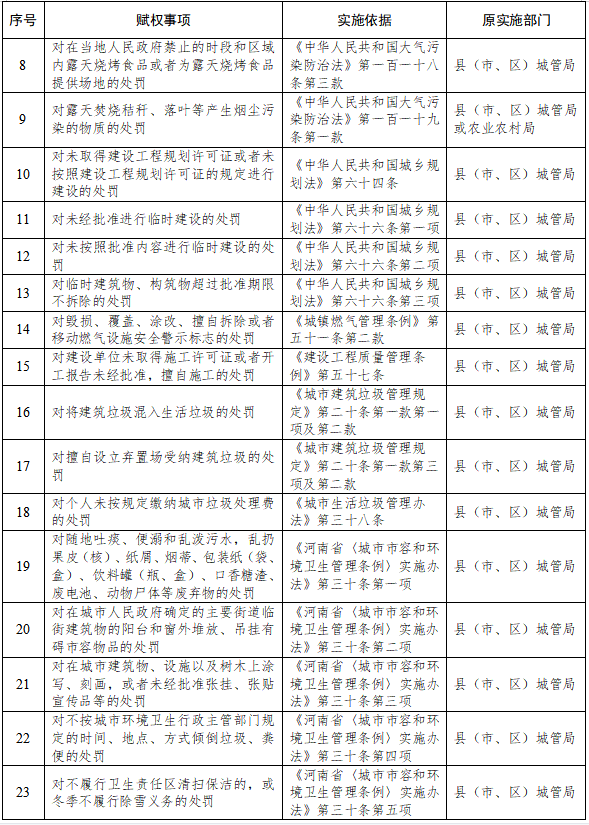 序号 赋权事项 实施依据 原实施部门
8 对在当地人民政府禁止的时段和区域
内露天烧烤食品或者为露天烧烤食品
提供场地的处罚
《中华人民共和国大气污
染防治法》第一百一十八
条第三款
县（市、区）城管局
9 对露天焚烧秸秆、落叶等产生烟尘污
染的物质的处罚
《中华人民共和国大气污
染防治法》第一百一十九
条第一款
县（市、区）城管局
或农业农村局
10 对未取得建设工程规划许可证或者未
按照建设工程规划许可证的规定进行
建设的处罚
《中华人民共和国城乡规
划法》第六十四条
县（市、区）城管局
11 对未经批准进行临时建设的处罚
《中华人民共和国城乡规
划法》第六十六条第一项
县（市、区）城管局
12 对未按照批准内容进行临时建设的处
罚
《中华人民共和国城乡规
划法》第六十六条第二项
县（市、区）城管局
13 对临时建筑物、构筑物超过批准期限
不拆除的处罚
《中华人民共和国城乡规
划法》第六十六条第三项
县（市、区）城管局
14 对毁损、覆盖、涂改、擅自拆除或者
移动燃气设施安全警示标志的处罚
《城镇燃气管理条例》第
五十一条第二款
县（市、区）城管局
15 对建设单位未取得施工许可证或者开
工报告未经批准，擅自施工的处罚
《建设工程质量管理条
例》第五十七条
县（市、区）城管局
16 对将建筑垃圾混入生活垃圾的处罚
《城市建筑垃圾管理规
定》第二十条第一款第一
项及第二款
县（市、区）城管局
17 对擅自设立弃置场受纳建筑垃圾的处
罚
《城市建筑垃圾管理规
定》第二十条第一款第三
项及第二款
县（市、区）城管局
18 对个人未按规定缴纳城市垃圾处理费
的处罚
《城市生活垃圾管理办
法》第三十八条
县（市、区）城管局
19 对随地吐痰、便溺和乱泼污水，乱扔
果皮（核）、纸屑、烟蒂、包装纸（袋、
盒）、饮料罐（瓶、盒）、口香糖渣、
废电池、动物尸体等废弃物的处罚
《河南省〈城市市容和环
境卫生管理条例〉实施办
法》第三十条第一项
县（市、区）城管局
20 对在城市人民政府确定的主要街道临
街建筑物的阳台和窗外堆放、吊挂有
碍市容物品的处罚
《河南省〈城市市容和环
境卫生管理条例〉实施办
法》第三十条第二项
县（市、区）城管局
21 对在城市建筑物、设施以及树木上涂
写、刻画，或者未经批准张挂、张贴
宣传品等的处罚
《河南省〈城市市容和环
境卫生管理条例〉实施办
法》第三十条第三项
县（市、区）城管局
22 对不按城市环境卫生行政主管部门规
定的时间、地点、方式倾倒垃圾、粪
便的处罚
《河南省〈城市市容和环
境卫生管理条例〉实施办
法》第三十条第四项
县（市、区）城管局
23 对不履行卫生责任区清扫保洁的，或
冬季不履行除雪义务的处罚
《河南省〈城市市容和环
境卫生管理条例〉实施办
法》第三十条第五项
县（市、区）城管局